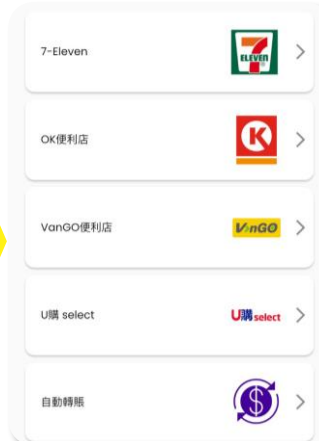 7-Eleven
ELEVEN
OK便利店
K
VanGO便利店
VanGO
U購 select
U購select
自動轉賬
$